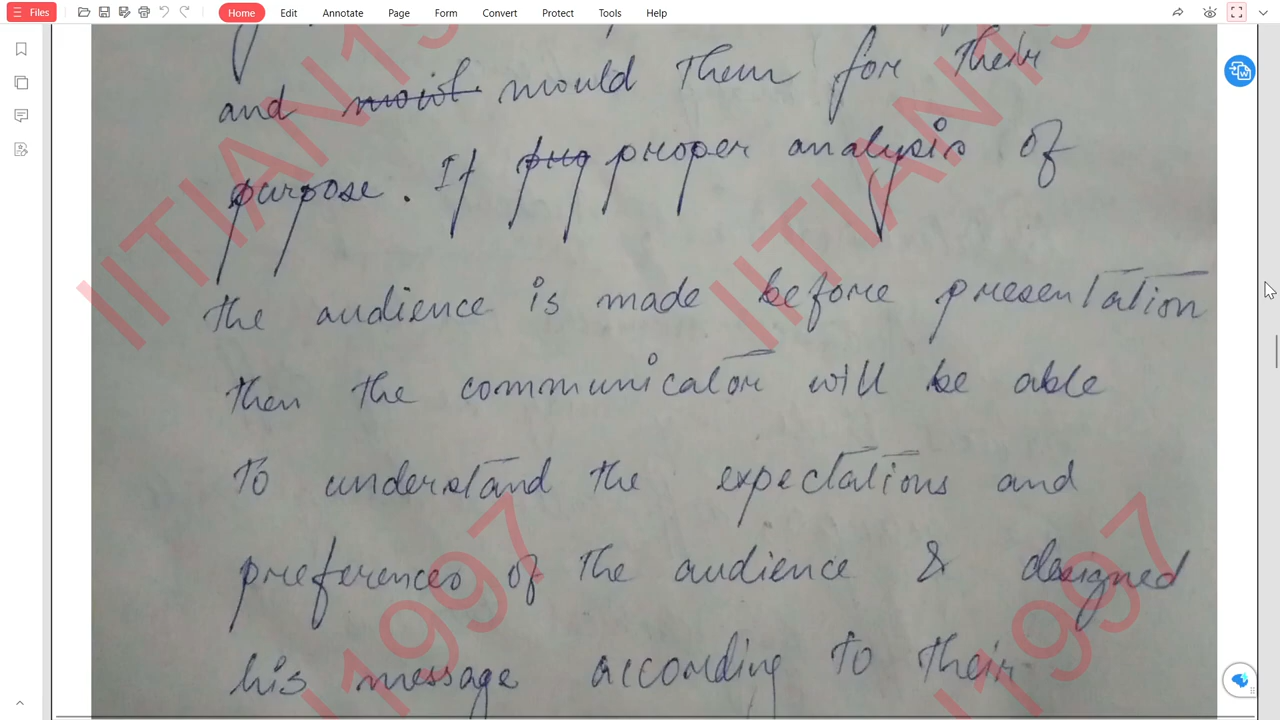 Files
Home
Edit
Annotate
Page
Form
Convert
Protect
Tools
Help
and mould them for their
purpose. If proper analysis of
the audience is made before presentation
then the communicator will be able
to understand the expectations and
preferences of the audience & designed
his message according to their
IITIAN1997